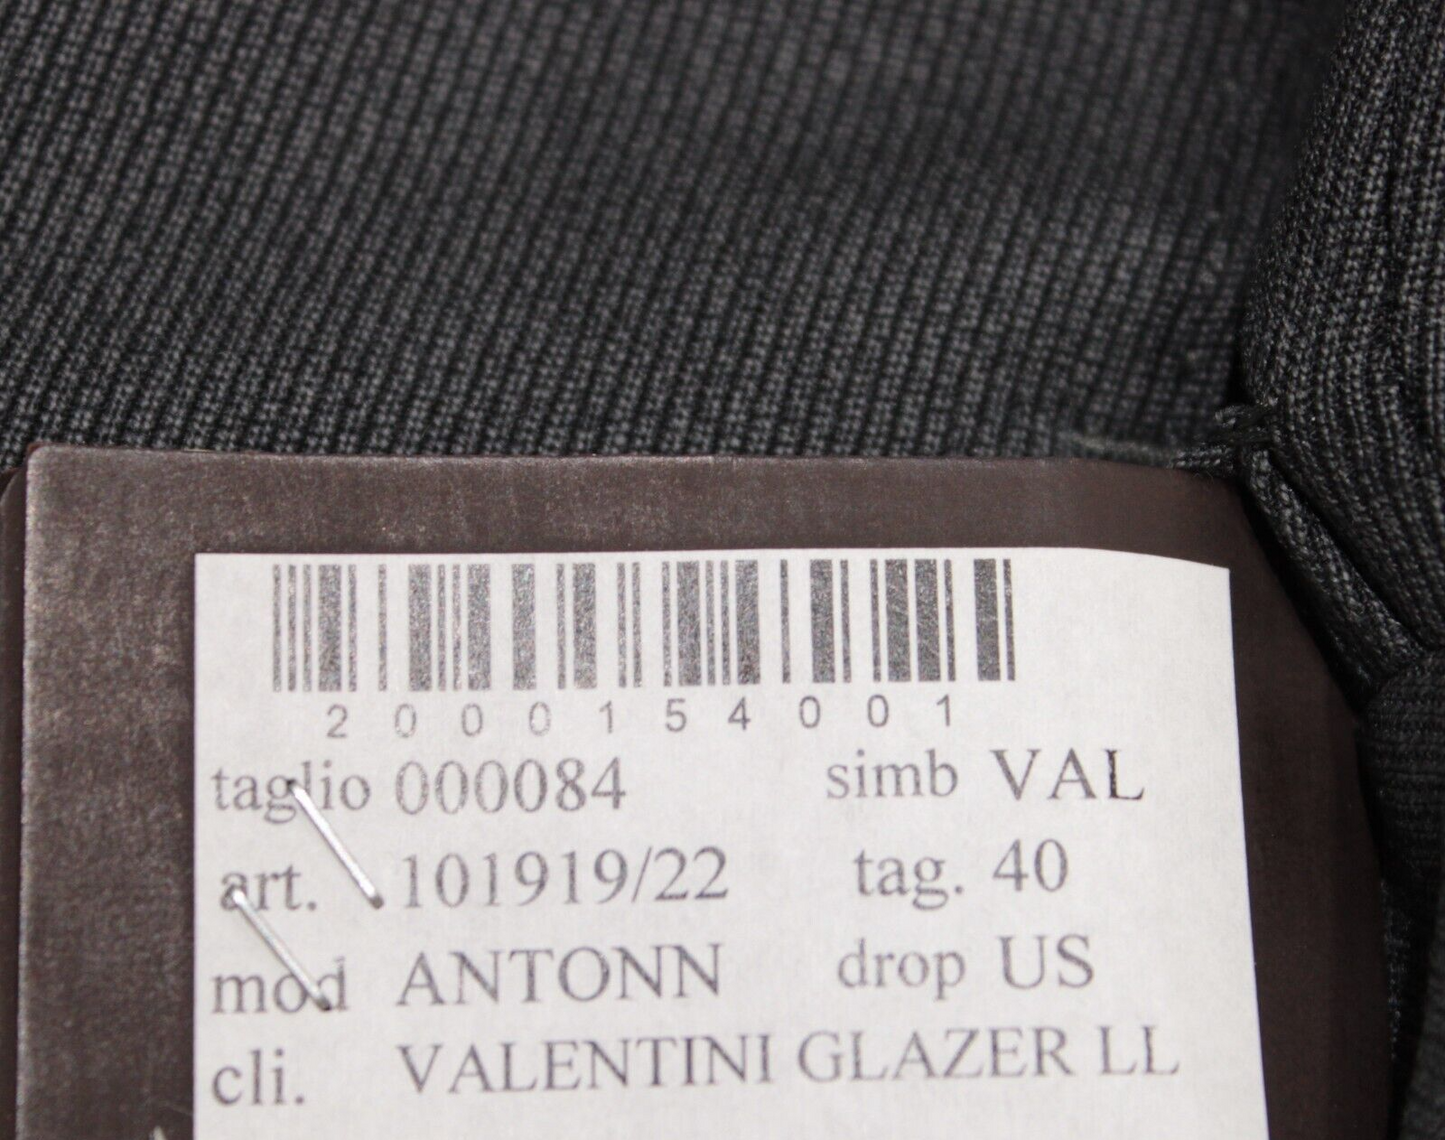 2000154001
taglio 000084 simb VAL
art. 101919/22 tag. 40
mod ANTONN drop US
cli. VALENTINI GLAZER LL